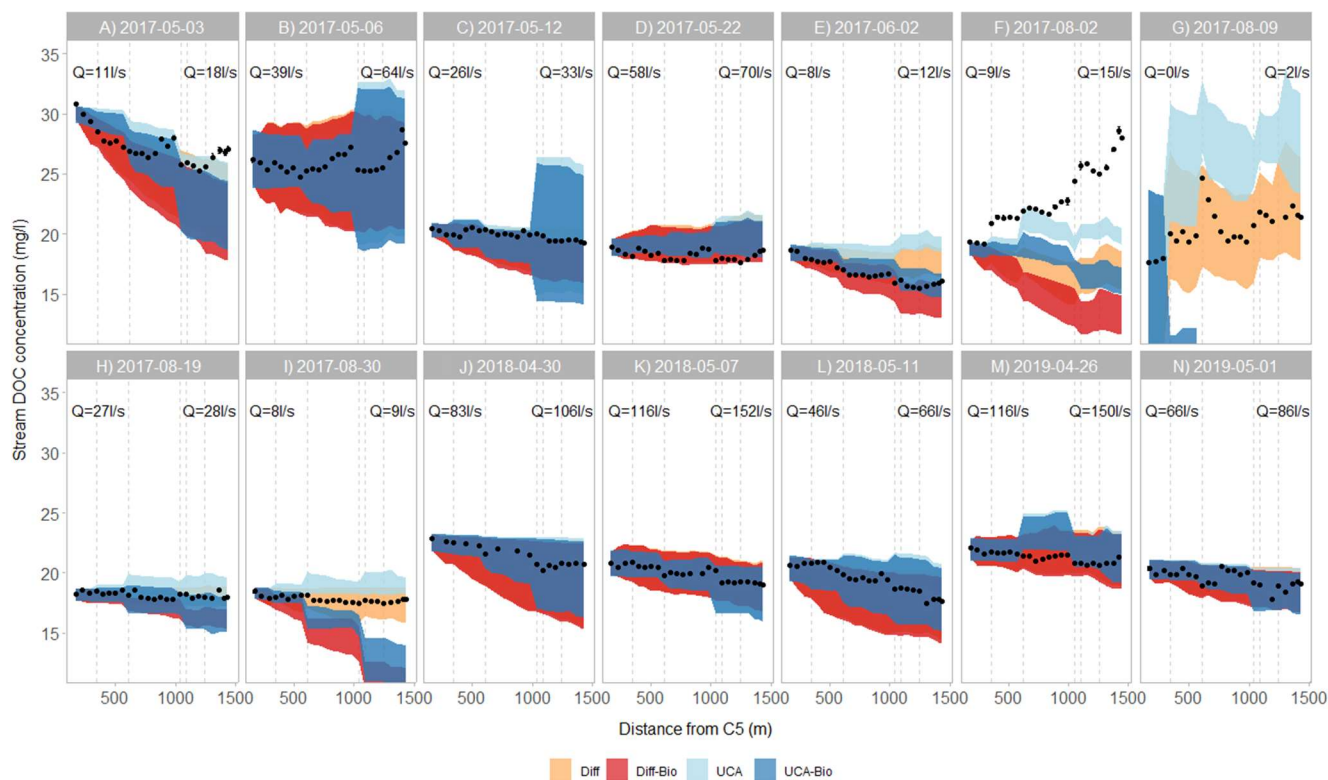 A) 2017-05-03 B) 2017-05-06 C) 2017-05-12 D) 2017-05-22 E) 2017-06-02 F) 2017-08-02 G) 2017-08-09
35
Q=11l/s Q=18l/s Q=39l/s Q=64l/s Q=26l/s Q=33l/s Q=58l/s Q=70l/s Q=8l/s Q=12l/s Q=9l/s Q=15l/s Q=0l/s Q=2l/s
30
25
20
15
Stream DOC concentration (mg/l)
H) 2017-08-19 I) 2017-08-30 J) 2018-04-30 K) 2018-05-07 L) 2018-05-11 M) 2019-04-26 N) 2019-05-01
35
Q=27l/s Q=28l/s Q=8l/s Q=9l/s Q=83l/s Q=106l/s Q=116l/s Q=152l/s Q=46l/s Q=66l/s Q=116l/s Q=150l/s Q=66l/s Q=86l/s
30
25
20
15
500 1000 1500 500 1000 1500 500 1000 1500 500 1000 1500 500 1000 1500 500 1000 1500 500 1000 1500
Distance from C5 (m)
Diff Diff-Bio UCA UCA-Bio